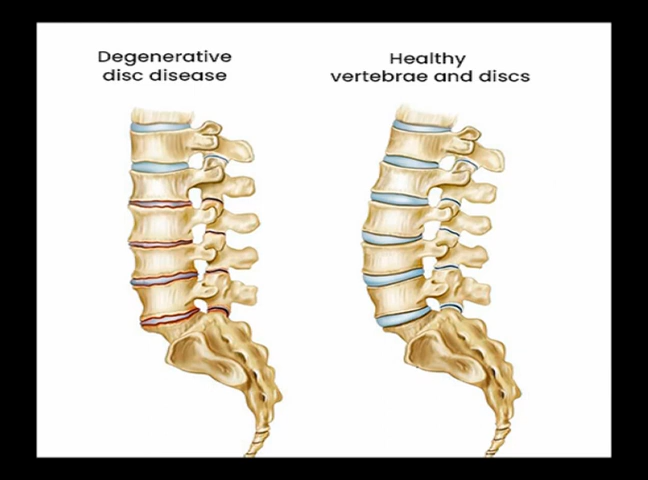 Degenerative
disc disease
Healthy
vertebrae and discs